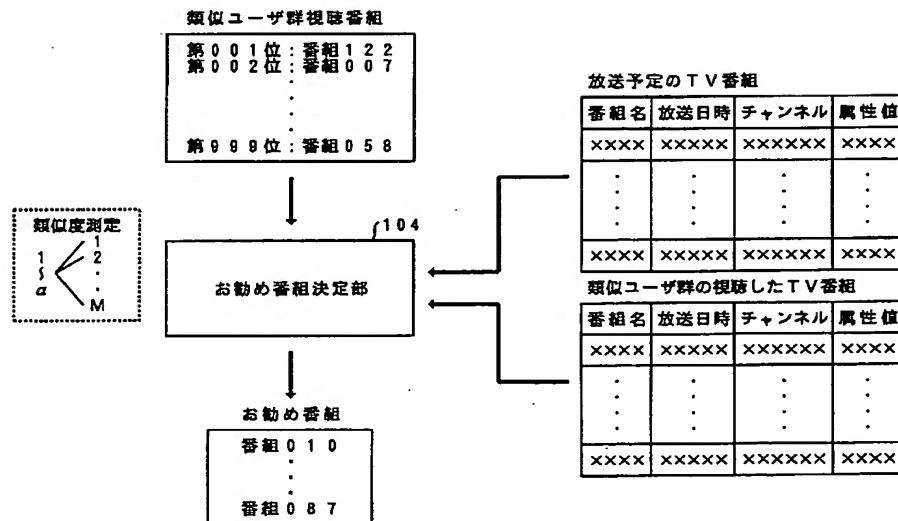 類似ユーザ群視聴番組
第001位:番組122
第002位:番組007
第999位:番組058
放送予定のTV番組
番組名 放送日時 チャンネル 属性値
×××× ××××× ×××××× ××××
×××× ××××× ×××××× ××××
類似度測定
1 1
∫ 2
α M
104
お勧め番組決定部
類似ユーザ群の視聴したTV番組
番組名 放送日時 チャンネル 属性値
×××× ××××× ×××××× ××××
×××× ××××× ×××××× ××××
お勧め番組
番組010
番組087